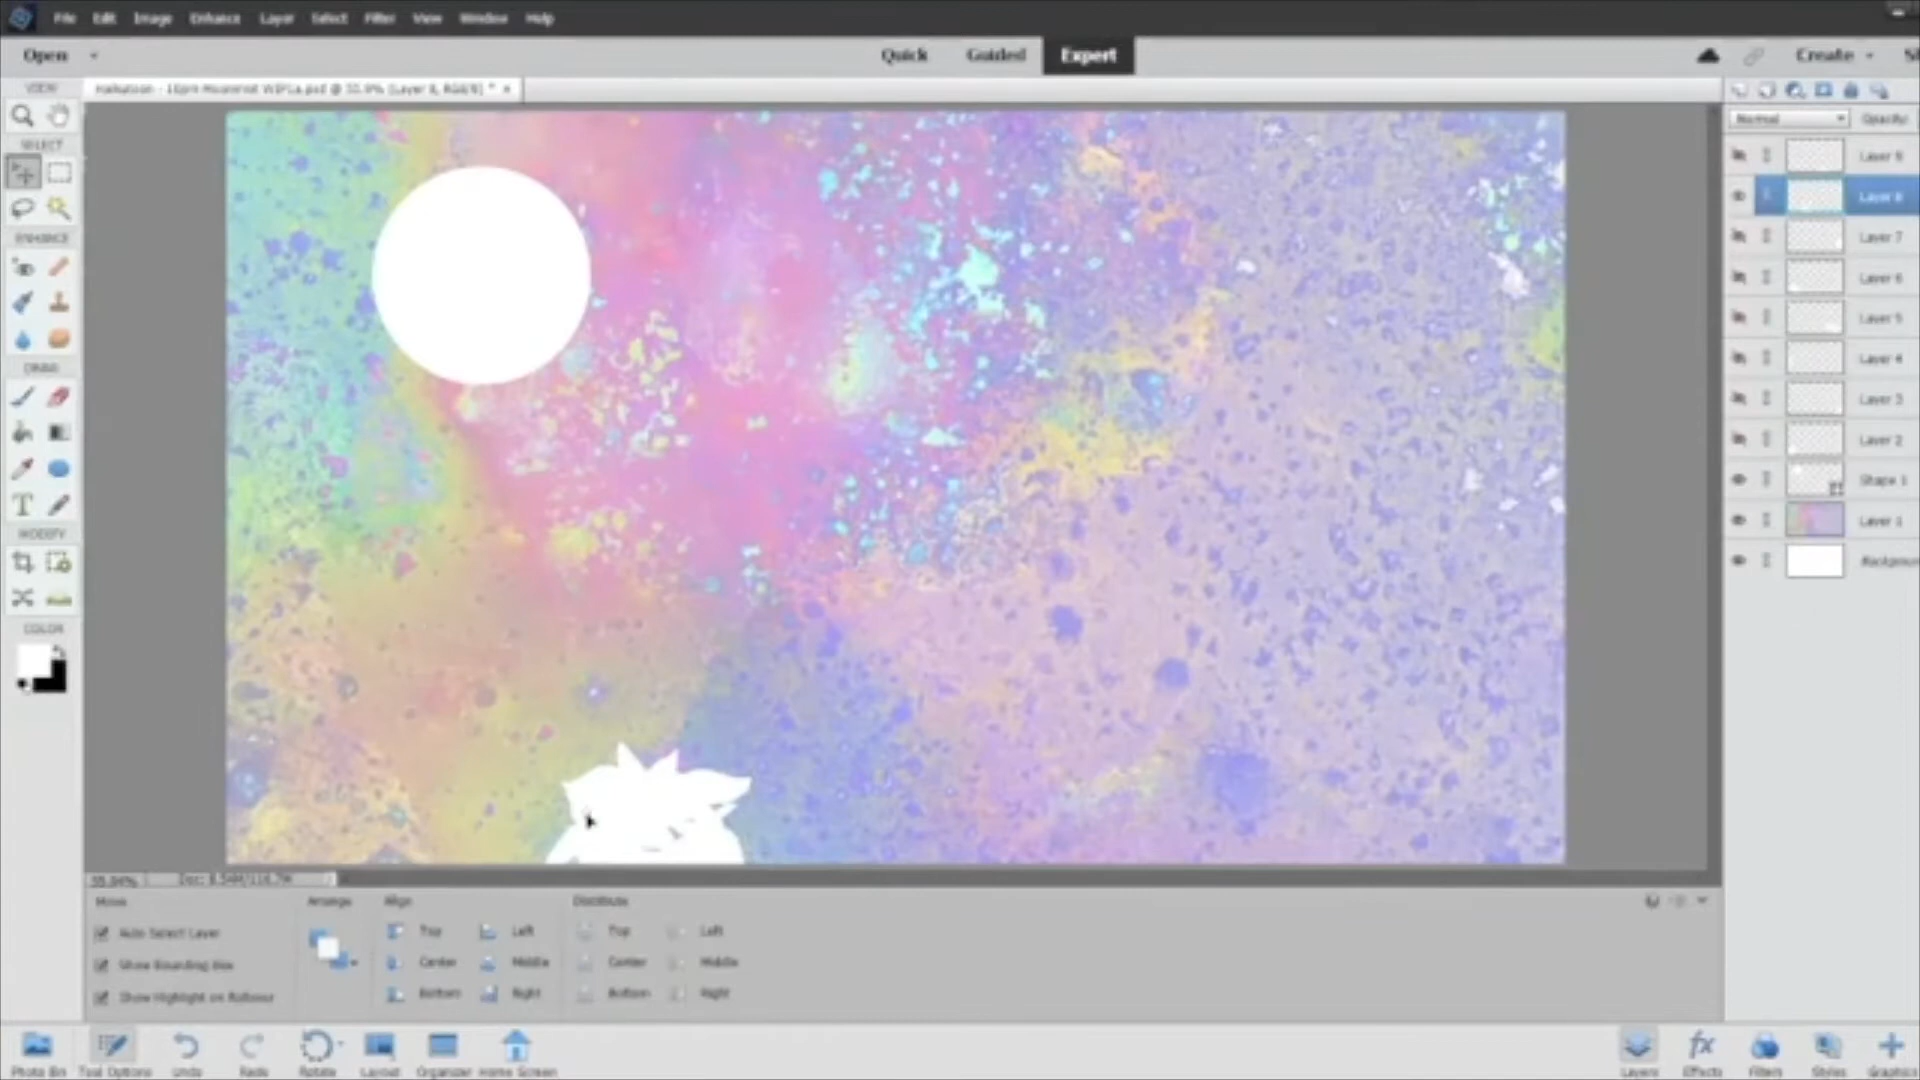 File Edit Image Enhance Layer Select Filter View Window Help
Open Quick Guided Expert Create
VIEW
SELECT
ENHANCE
DRAW
MODIFY
COLOR
Normal Opacity:
Layer 9
Layer 8
Layer 7
Layer 6
Layer 5
Layer 4
Layer 3
Layer 2
Shape 1
Layer 1
Move Arrange Align Distribute
Auto Select Layer Top Left Top Left
Show Bounding Box Center Middle Center Middle
Show Highlight on Rollover Bottom Right Bottom Right
Photo Bin Tool Options Undo Redo Rotate Layout Organizer Home Screen Layers Effects Filters Styles Graphics